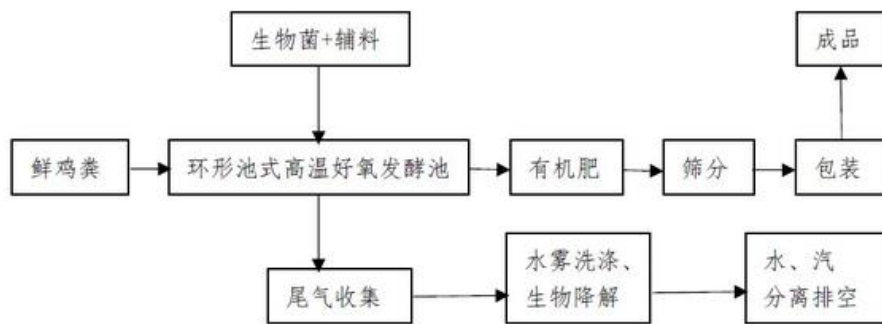 生物菌+辅料
成品
鲜鸡粪
环形池式高温好氧发酵池
有机肥
筛分
包装
尾气收集
水雾洗涤、
生物降解
水、汽
分离排空